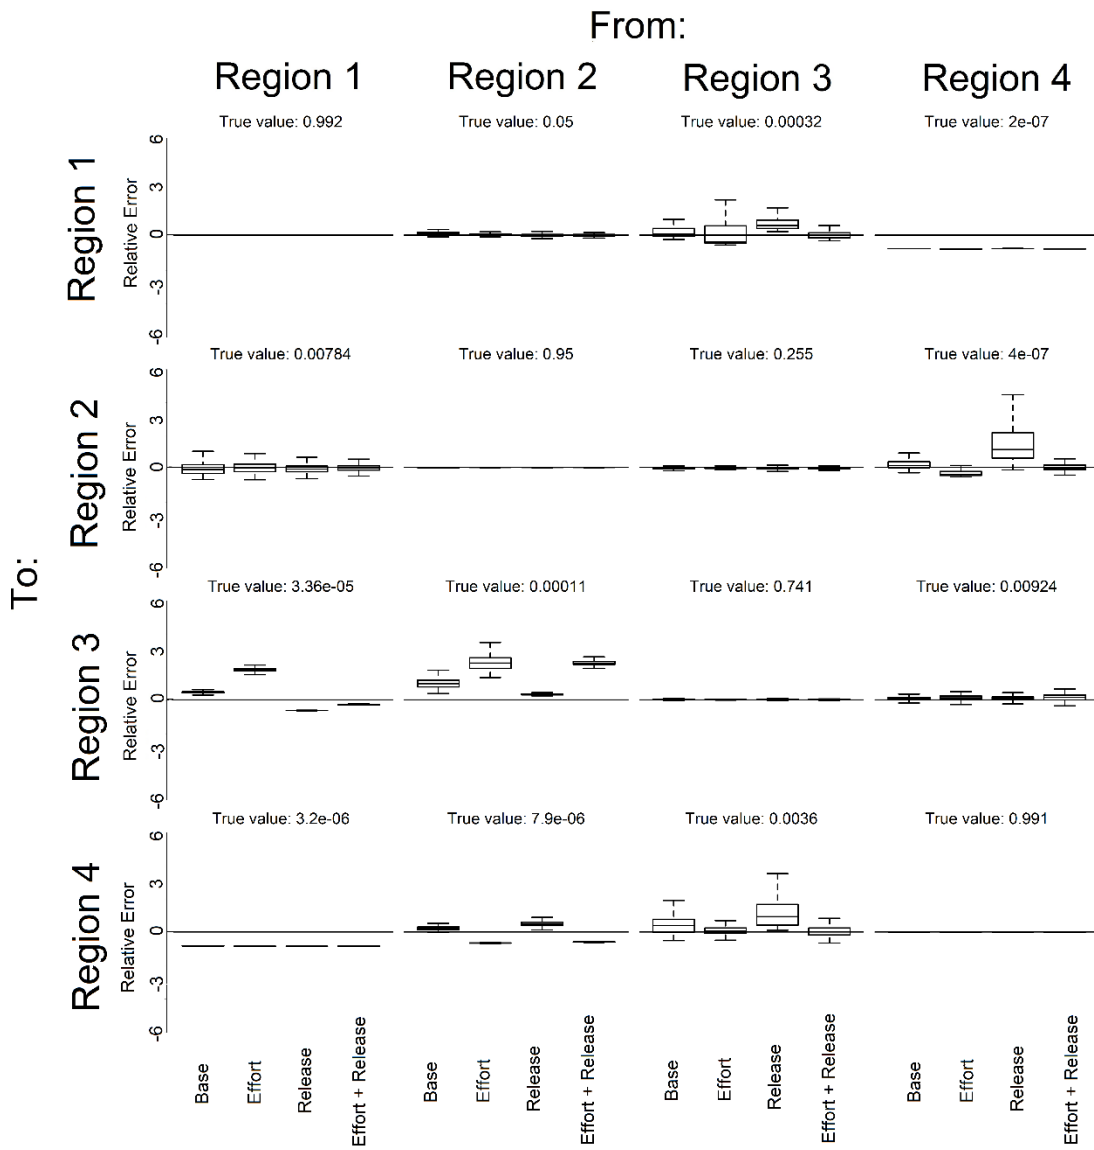 From:
Region 1 Region 2 Region 3 Region 4
True value: 0.992 True value: 0.05 True value: 0.00032 True value: 2e-07
Region 1
Relative Error
6
3
0
-3
-6
True value: 0.00784 True value: 0.95 True value: 0.255 True value: 4e-07
Region 2
Relative Error
6
3
0
-3
-6
To:
True value: 3.36e-05 True value: 0.00011 True value: 0.741 True value: 0.00924
Region 3
Relative Error
6
3
0
-3
-6
True value: 3.2e-06 True value: 7.9e-06 True value: 0.0036 True value: 0.991
Region 4
Relative Error
6
3
0
-3
-6
Base Effort Release Effort + Release Base Effort Release Effort + Release Base Effort Release Effort + Release Base Effort Release Effort + Release